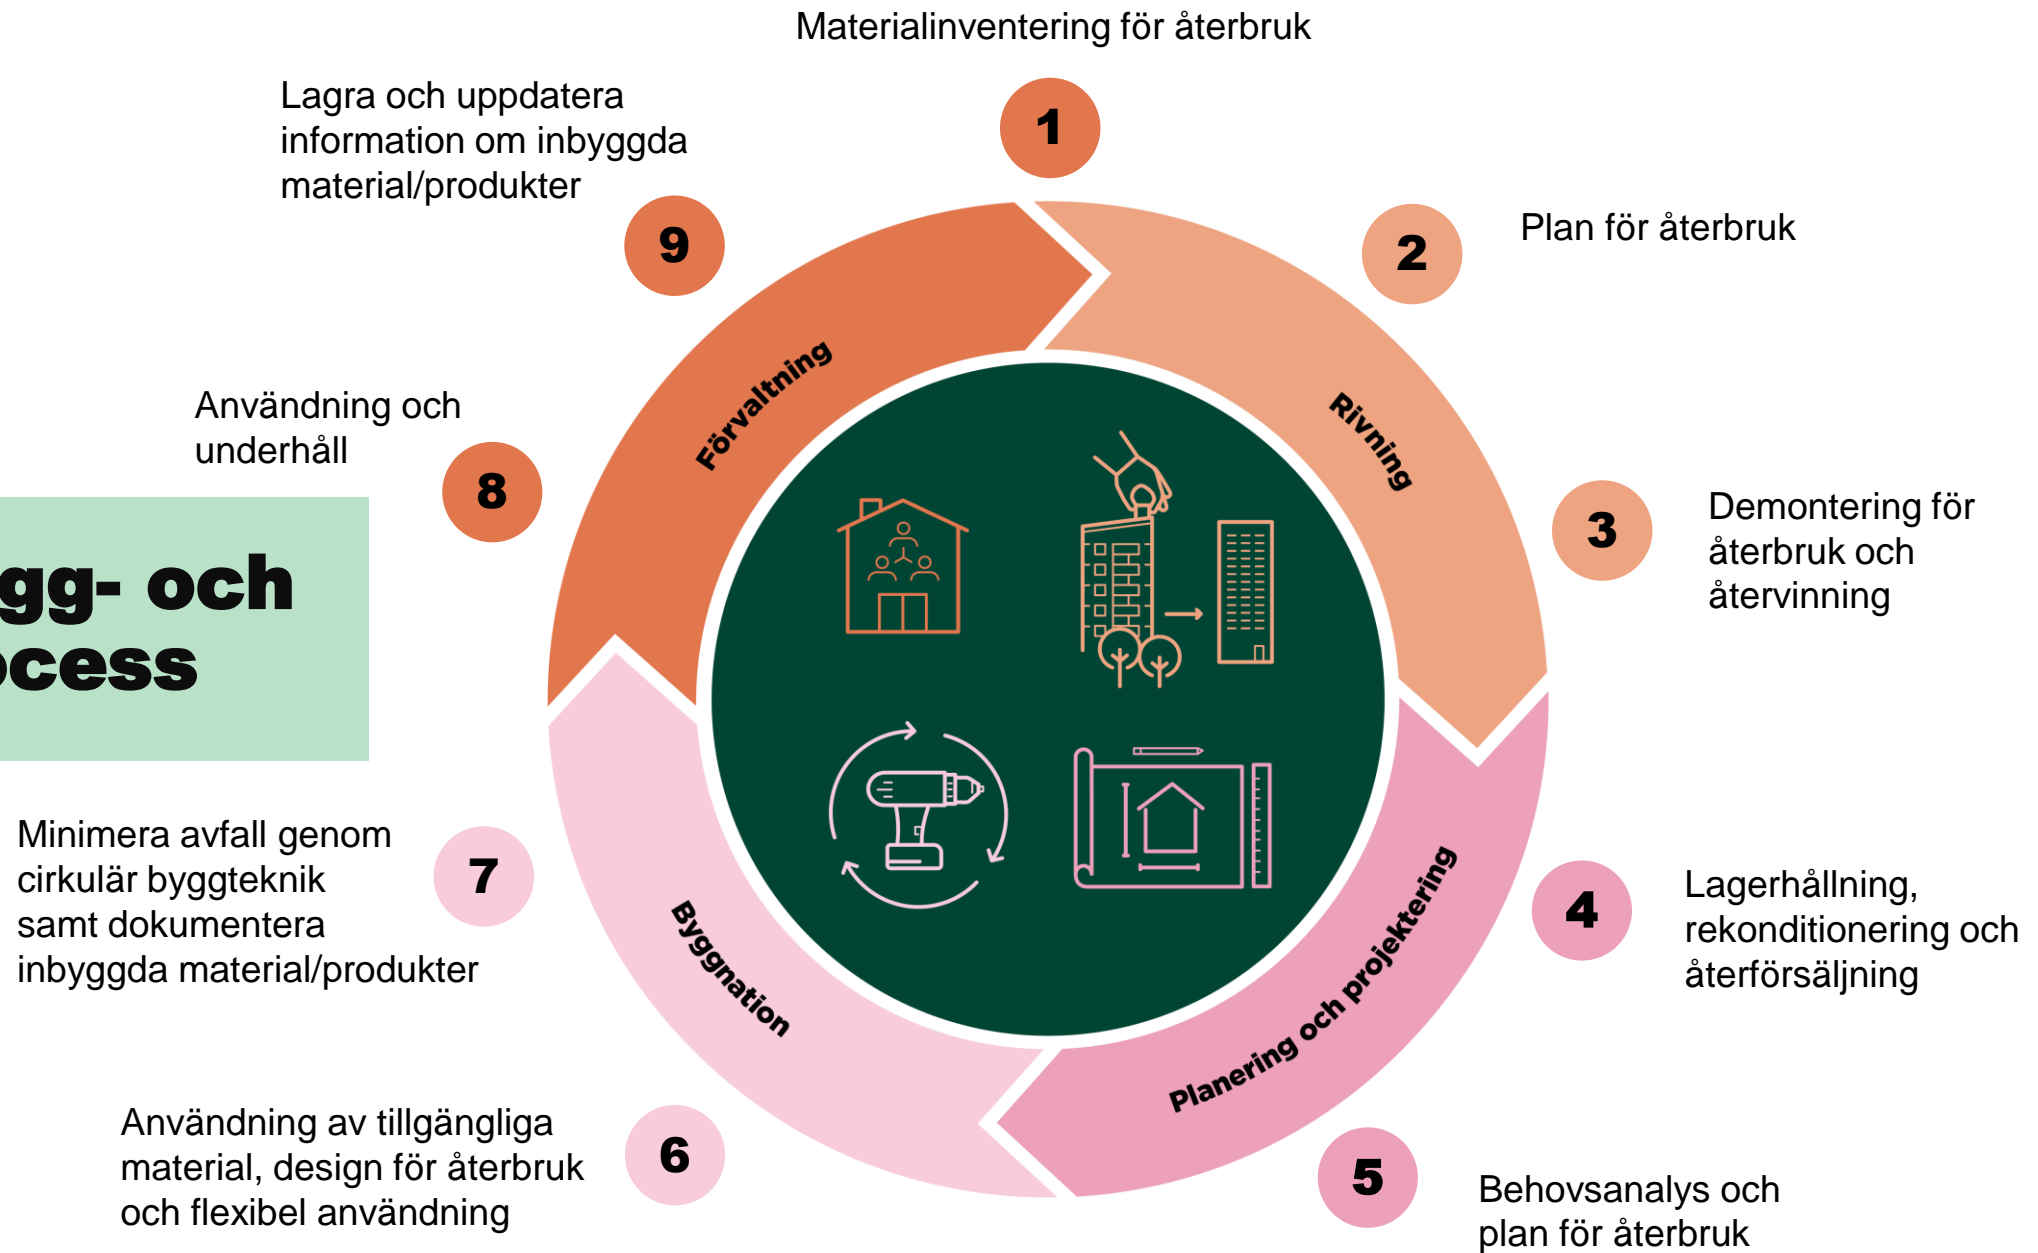 Materialinventering för återbruk
1
2
Plan för återbruk
3
Demontering för
återbruk och
återvinning
4
Lagerhållning,
rekonditionering och
återförsäljning
5
Behovsanalys och
plan för återbruk
6
Användning av tillgängliga
material, design för återbruk
och flexibel användning
7
Minimera avfall genom
cirkulär byggteknik
samt dokumentera
inbyggda material/produkter
8
Användning och
underhåll
9
Lagra och uppdatera
information om inbyggda
material/produkter
Förvaltning
Rivning
Planering och projektering
Byggnation
gg- och
ocess